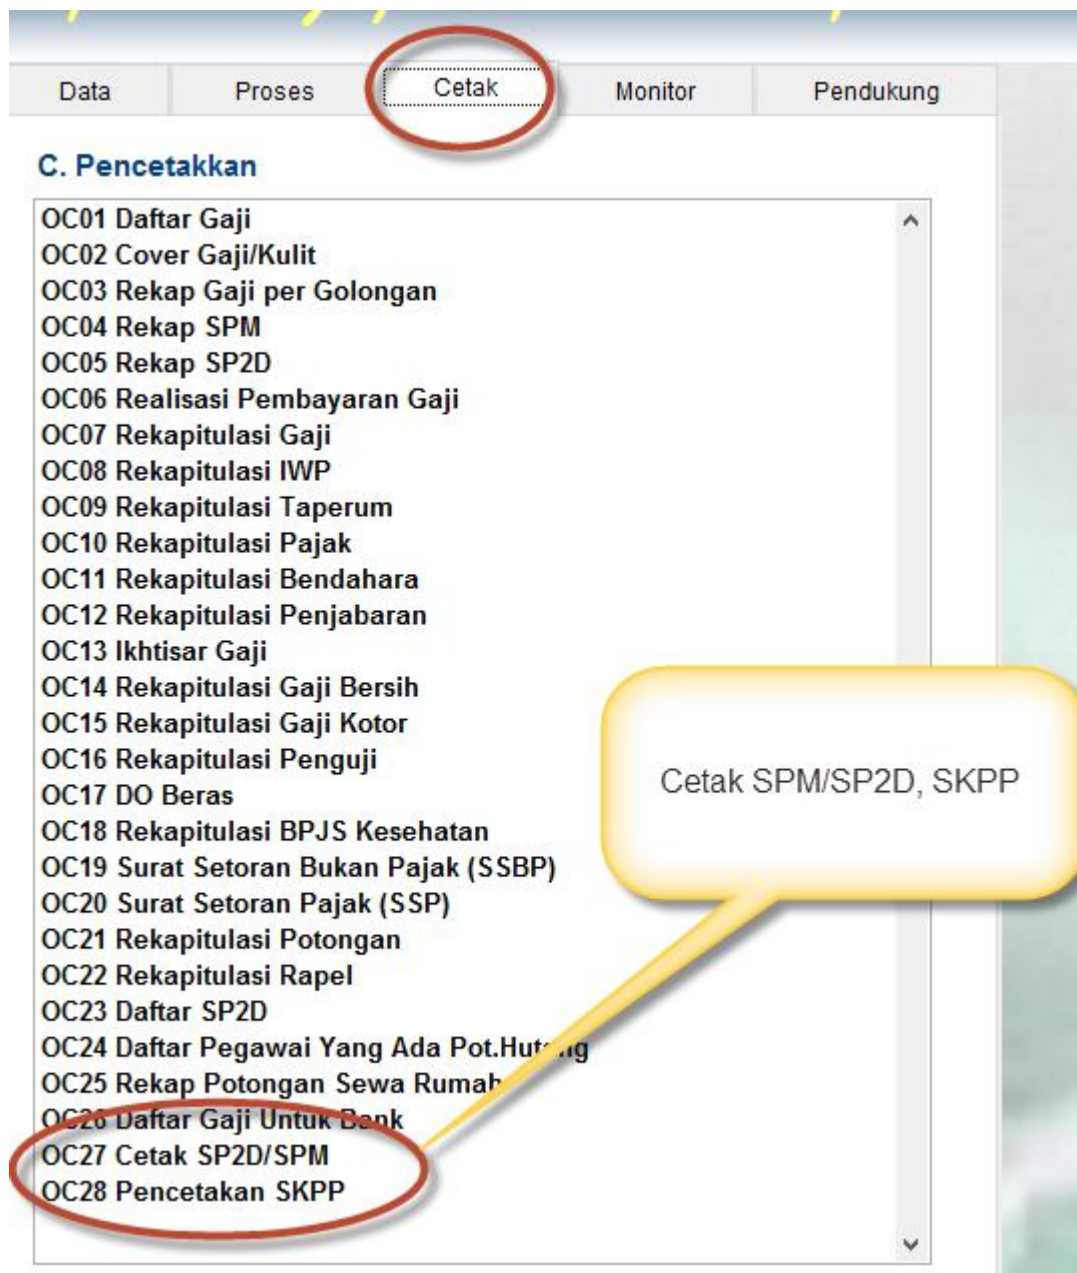 Data Proses Cetak Monitor Pendukung
C. Pencetakkan
OC01 Daftar Gaji
OC02 Cover Gaji/Kulit
OC03 Rekap Gaji per Golongan
OC04 Rekap SPM
OC05 Rekap SP2D
OC06 Realisasi Pembayaran Gaji
OC07 Rekapitulasi Gaji
OC08 Rekapitulasi IWP
OC09 Rekapitulasi Taperum
OC10 Rekapitulasi Pajak
OC11 Rekapitulasi Bendahara
OC12 Rekapitulasi Penjabaran
OC13 Ikhtisar Gaji
OC14 Rekapitulasi Gaji Bersih
OC15 Rekapitulasi Gaji Kotor
OC16 Rekapitulasi Penguji
OC17 DO Beras
OC18 Rekapitulasi BPJS Kesehatan
OC19 Surat Setoran Bukan Pajak (SSBP)
OC20 Surat Setoran Pajak (SSP)
OC21 Rekapitulasi Potongan
OC22 Rekapitulasi Rapel
OC23 Daftar SP2D
OC24 Daftar Pegawai Yang Ada Pot.Hutang
OC25 Rekap Potongan Sewa Rumah
OC26 Daftar Gaji Untuk Bank
OC27 Cetak SP2D/SPM
OC28 Pencetakan SKPP
Cetak SPM/SP2D, SKPP